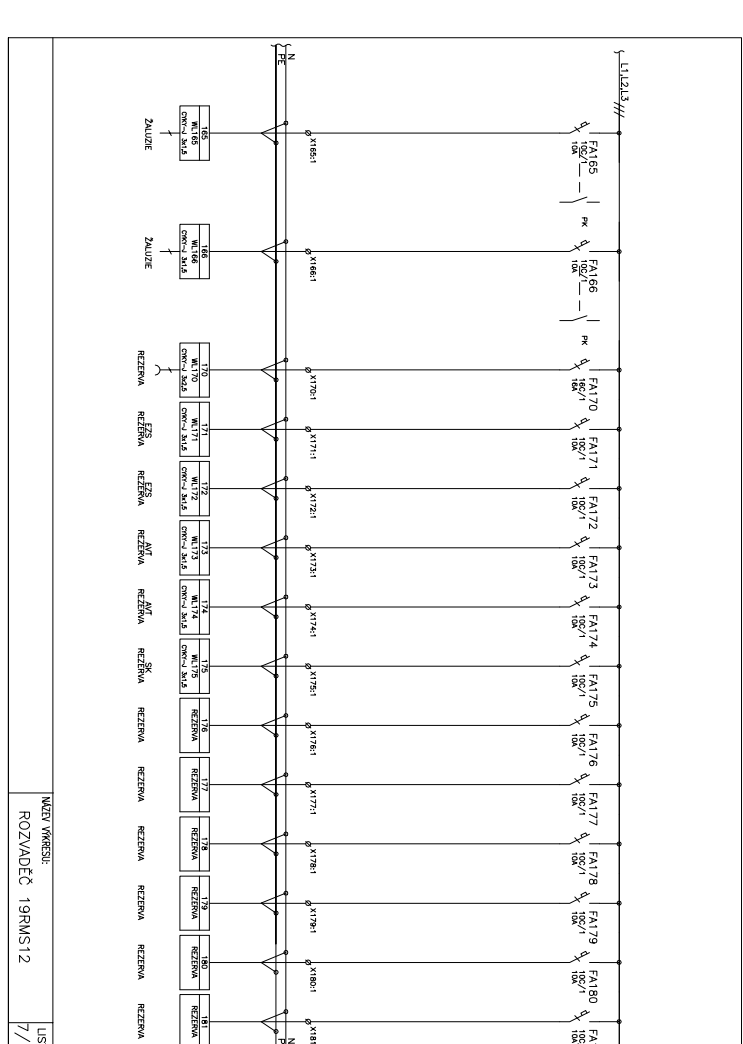 L1,L2,L3
N
PE
FA165
10C/1
10A
PK
X165:1
165
WL165
CYKY-J 3x1,5
ŽALUZIE
FA166
10C/1
10A
PK
X166:1
166
WL166
CYKY-J 3x1,5
ŽALUZIE
FA170
16C/1
16A
X170:1
170
WL170
CYKY-J 3x2,5
REZERVA
FA171
10C/1
10A
X171:1
171
WL171
CYKY-J 3x1,5
EZS
REZERVA
FA172
10C/1
10A
X172:1
172
WL172
CYKY-J 3x1,5
EZS
REZERVA
FA173
10C/1
10A
X173:1
173
WL173
CYKY-J 3x1,5
AVT
REZERVA
FA174
10C/1
10A
X174:1
174
WL174
CYKY-J 3x1,5
AVT
REZERVA
FA175
10C/1
10A
X175:1
175
WL175
CYKY-J 3x1,5
SK
REZERVA
FA176
10C/1
10A
X176:1
176
REZERVA
REZERVA
FA177
10C/1
10A
X177:1
177
REZERVA
REZERVA
FA178
10C/1
10A
X178:1
178
REZERVA
REZERVA
FA179
10C/1
10A
X179:1
179
REZERVA
REZERVA
FA180
10C/1
10A
X180:1
180
REZERVA
REZERVA
10A
X181
181
REZERVA
REZERVA
N
NÁZEV VÝKRESU:
ROZVADĚČ 19RMS12
LIS
7/